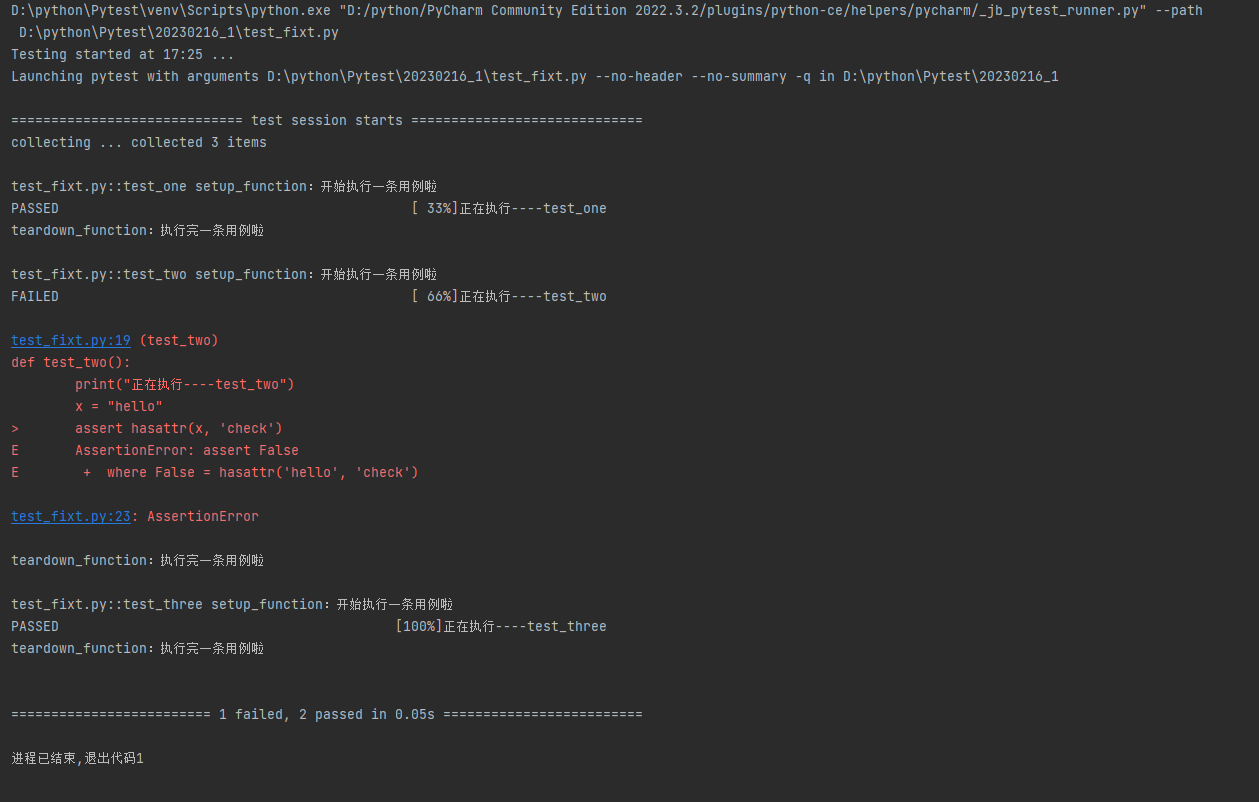 D:\python\Pytest\venv\Scripts\python.exe "D:/python/PyCharm Community Edition 2022.3.2/plugins/python-ce/helpers/pycharm/_jb_pytest_runner.py" --path
D:\python\Pytest\20230216_1\test_fixt.py
Testing started at 17:25 ...
Launching pytest with arguments D:\python\Pytest\20230216_1\test_fixt.py --no-header --no-summary -q in D:\python\Pytest\20230216_1
============================= test session starts =============================
collecting ... collected 3 items
test_fixt.py::test_one setup_function：开始执行一条用例啦
PASSED                                            [ 33%]正在执行----test_one
teardown_function：执行完一条用例啦
test_fixt.py::test_two setup_function：开始执行一条用例啦
FAILED                                            [ 66%]正在执行----test_two
test_fixt.py:19 (test_two)
def test_two():
        print("正在执行----test_two")
        x = "hello"
>       assert hasattr(x, 'check')
E       AssertionError: assert False
E        +  where False = hasattr('hello', 'check')
test_fixt.py:23: AssertionError
teardown_function：执行完一条用例啦
test_fixt.py::test_three setup_function：开始执行一条用例啦
PASSED                                          [100%]正在执行----test_three
teardown_function：执行完一条用例啦
========================= 1 failed, 2 passed in 0.05s =========================
进程已结束,退出代码1